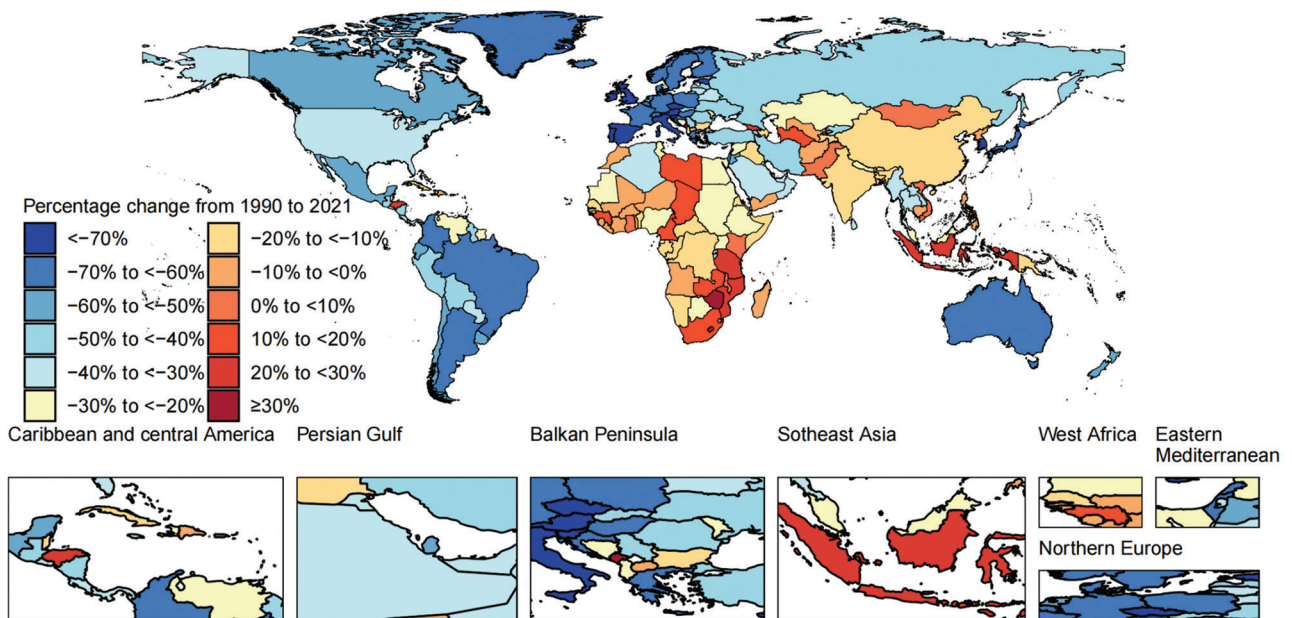 Percentage change from 1990 to 2021
<−70%
−70% to <−60%
−60% to <−50%
−50% to <−40%
−40% to <−30%
−30% to <−20%
−20% to <−10%
−10% to <0%
0% to <10%
10% to <20%
20% to <30%
≥30%
Caribbean and central America
Persian Gulf
Balkan Peninsula
Sotheast Asia
West Africa
Eastern
Mediterranean
Northern Europe